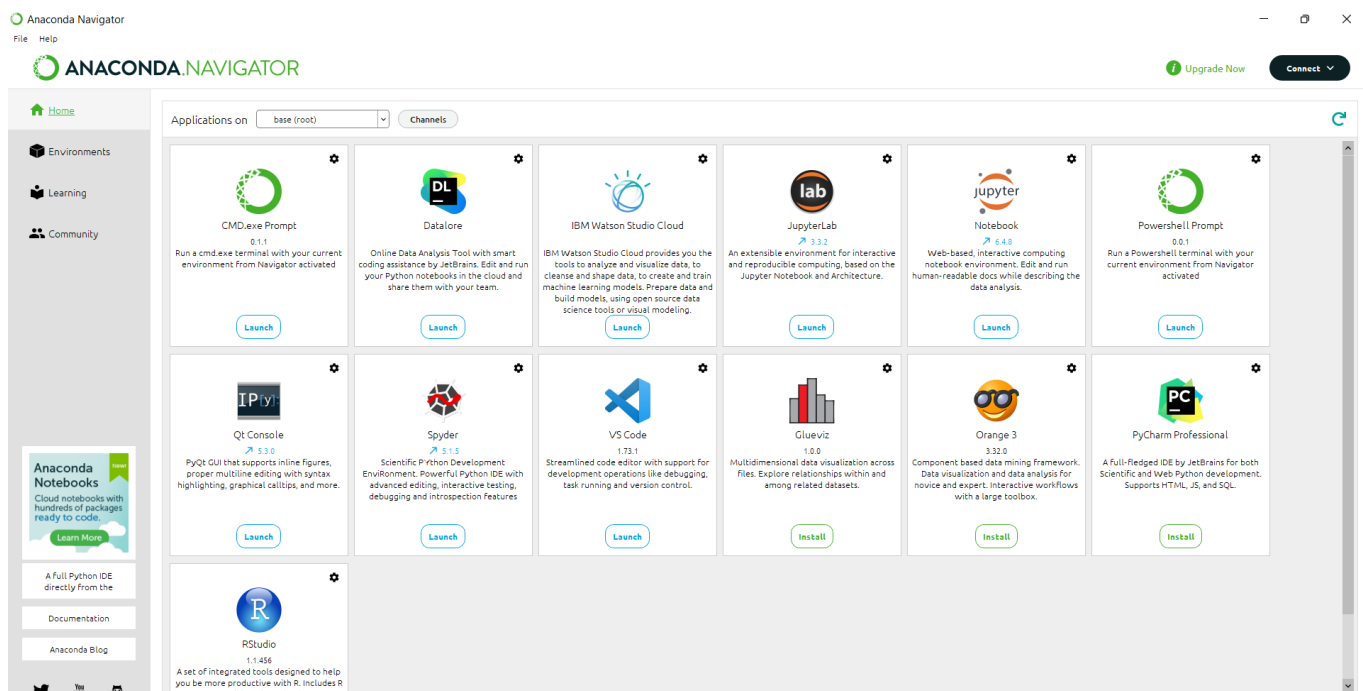 Anaconda Navigator
File Help
ANACONDA.NAVIGATOR
Upgrade Now
Connect
Home
Environments
Learning
Community
Applications on base (root) Channels
CMD.exe Prompt
0.1.1
Run a cmd.exe terminal with your current
environment from Navigator activated
Launch
DL
Datalore
Online Data Analysis Tool with smart
coding assistance by JetBrains. Edit and run
your Python notebooks in the cloud and
share them with your team.
Launch
IBM Watson Studio Cloud
IBM Watson Studio Cloud provides you the
tools to analyze and visualize data, to
cleanse and shape data, to create and train
machine learning models. Prepare data and
build models, using open source data
science tools or visual modeling.
Launch
lab
JupyterLab
3.3.2
An extensible environment for interactive
and reproducible computing, based on the
Jupyter Notebook and Architecture.
Launch
jupyter
Notebook
6.4.8
Web-based, interactive computing
notebook environment. Edit and run
human-readable docs while describing the
data analysis.
Launch
Powershell Prompt
0.0.1
Run a Powershell terminal with your
current environment from Navigator
activated
Launch
IP[y]:
Qt Console
5.3.0
PyQt GUI that supports inline figures,
proper multiline editing with syntax
highlighting, graphical calltips, and more.
Launch
Spyder
5.1.5
Scientific Python Development
EnviRonment. Powerful Python IDE with
advanced editing, interactive testing,
debugging and introspection features
Launch
VS Code
1.73.1
Streamlined code editor with support for
development operations like debugging,
task running and version control.
Launch
Glueviz
1.0.0
Multidimensional data visualization across
files. Explore relationships within and
among related datasets.
Install
Orange 3
3.32.0
Component based data mining framework.
Data visualization and data analysis for
novice and expert. Interactive workflows
with a large toolbox.
Install
PC
PyCharm Professional
A full-fledged IDE by JetBrains for both
Scientific and Web Python development.
Supports HTML, JS, and SQL.
Install
R
RStudio
1.1.456
A set of integrated tools designed to help
you be more productive with R. Includes R
NEW!
Anaconda
Notebooks
Cloud notebooks with
hundreds of packages
ready to code.
Learn More
A full Python IDE
directly from the
Documentation
Anaconda Blog
You